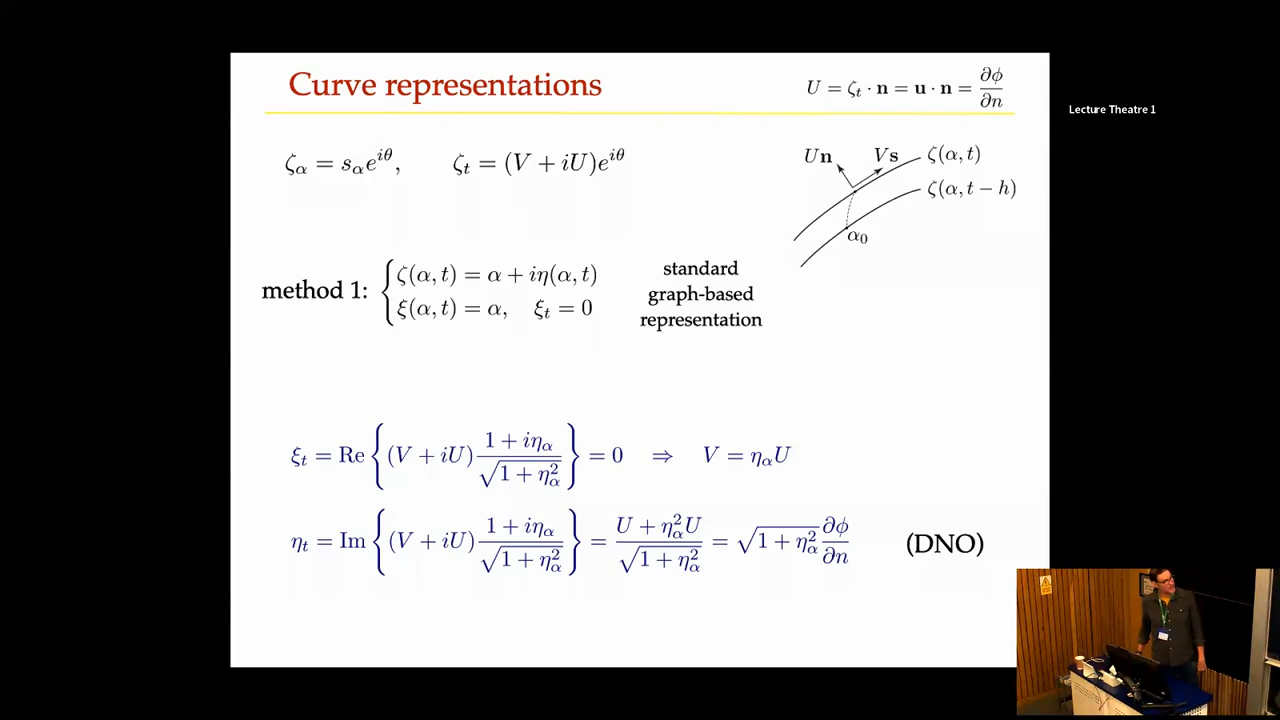 Curve representations
U = ζ_t · n = u · n = ∂ϕ/∂n
Lecture Theatre 1
ζ_α = s_α e^{iθ},    ζ_t = (V + iU)e^{iθ}
Un
Vs
ζ(α, t)
ζ(α, t − h)
α_0
method 1:
ζ(α, t) = α + iη(α, t)
ξ(α, t) = α,    ξ_t = 0
standard
graph-based
representation
ξ_t = Re { (V + iU) (1 + iη_α)/√(1 + η_α^2) } = 0  ⇒  V = η_α U
η_t = Im { (V + iU) (1 + iη_α)/√(1 + η_α^2) } = (U + η_α^2 U)/√(1 + η_α^2) = √(1 + η_α^2) ∂ϕ/∂n    (DNO)